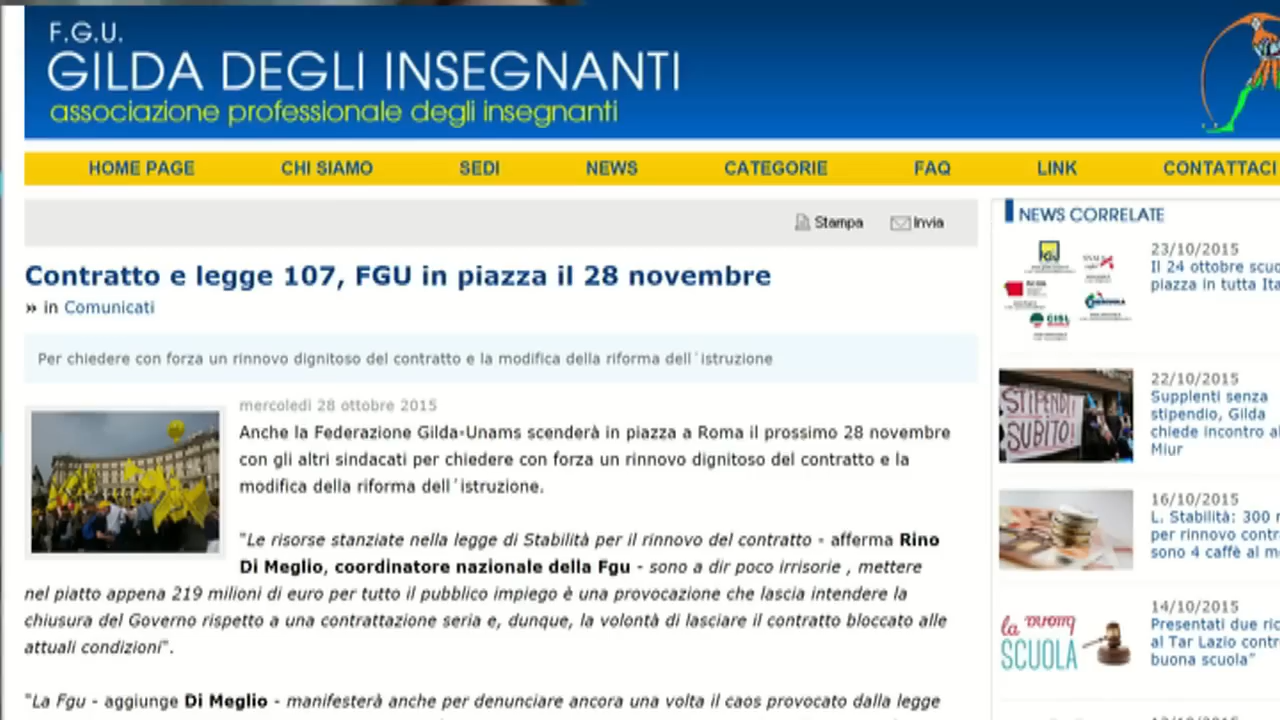 F.G.U.
GILDA DEGLI INSEGNANTI
associazione professionale degli insegnanti
HOME PAGE CHI SIAMO SEDI NEWS CATEGORIE FAQ LINK CONTATTACI
Stampa Invia
Contratto e legge 107, FGU in piazza il 28 novembre
» in Comunicati
Per chiedere con forza un rinnovo dignitoso del contratto e la modifica della riforma dell´istruzione
mercoledì 28 ottobre 2015
Anche la Federazione Gilda-Unams scenderà in piazza a Roma il prossimo 28 novembre
con gli altri sindacati per chiedere con forza un rinnovo dignitoso del contratto e la
modifica della riforma dell´istruzione.
"Le risorse stanziate nella legge di Stabilità per il rinnovo del contratto - afferma Rino
Di Meglio, coordinatore nazionale della Fgu - sono a dir poco irrisorie , mettere
nel piatto appena 219 milioni di euro per tutto il pubblico impiego è una provocazione che lascia intendere la
chiusura del Governo rispetto a una contrattazione seria e, dunque, la volontà di lasciare il contratto bloccato alle
attuali condizioni".
"La Fgu - aggiunge Di Meglio - manifesterà anche per denunciare ancora una volta il caos provocato dalla legge
NEWS CORRELATE
23/10/2015
Il 24 ottobre
piazza in tutta
22/10/2015
Supplenti senza
stipendio, Gilda
chiede incontro
Miur
STIPENDI
SUBITO!
16/10/2015
L. Stabilità: 300
per rinnovo
sono 4 caffè al
14/10/2015
Presentati due
al Tar Lazio
buona scuola"
la buona
SCUOLA